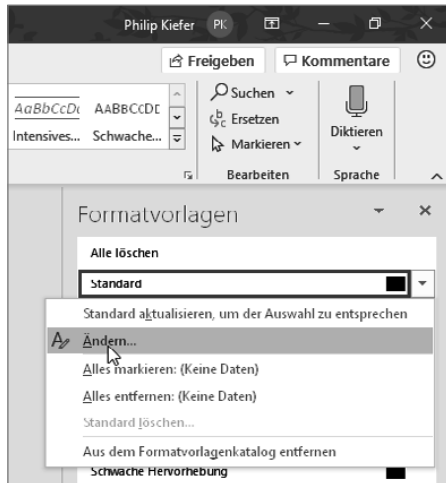 Philip Kiefer PK
Freigeben Kommentare
AaBbCcDc AABBCCDE
Intensives... Schwache...
Suchen
Ersetzen
Markieren
Diktieren
Bearbeiten Sprache
Formatvorlagen
Alle löschen
Standard
Standard aktualisieren, um der Auswahl zu entsprechen
Ändern...
Alles markieren: (Keine Daten)
Alles entfernen: (Keine Daten)
Standard löschen...
Aus dem Formatvorlagenkatalog entfernen
Schwache Hervorhebung